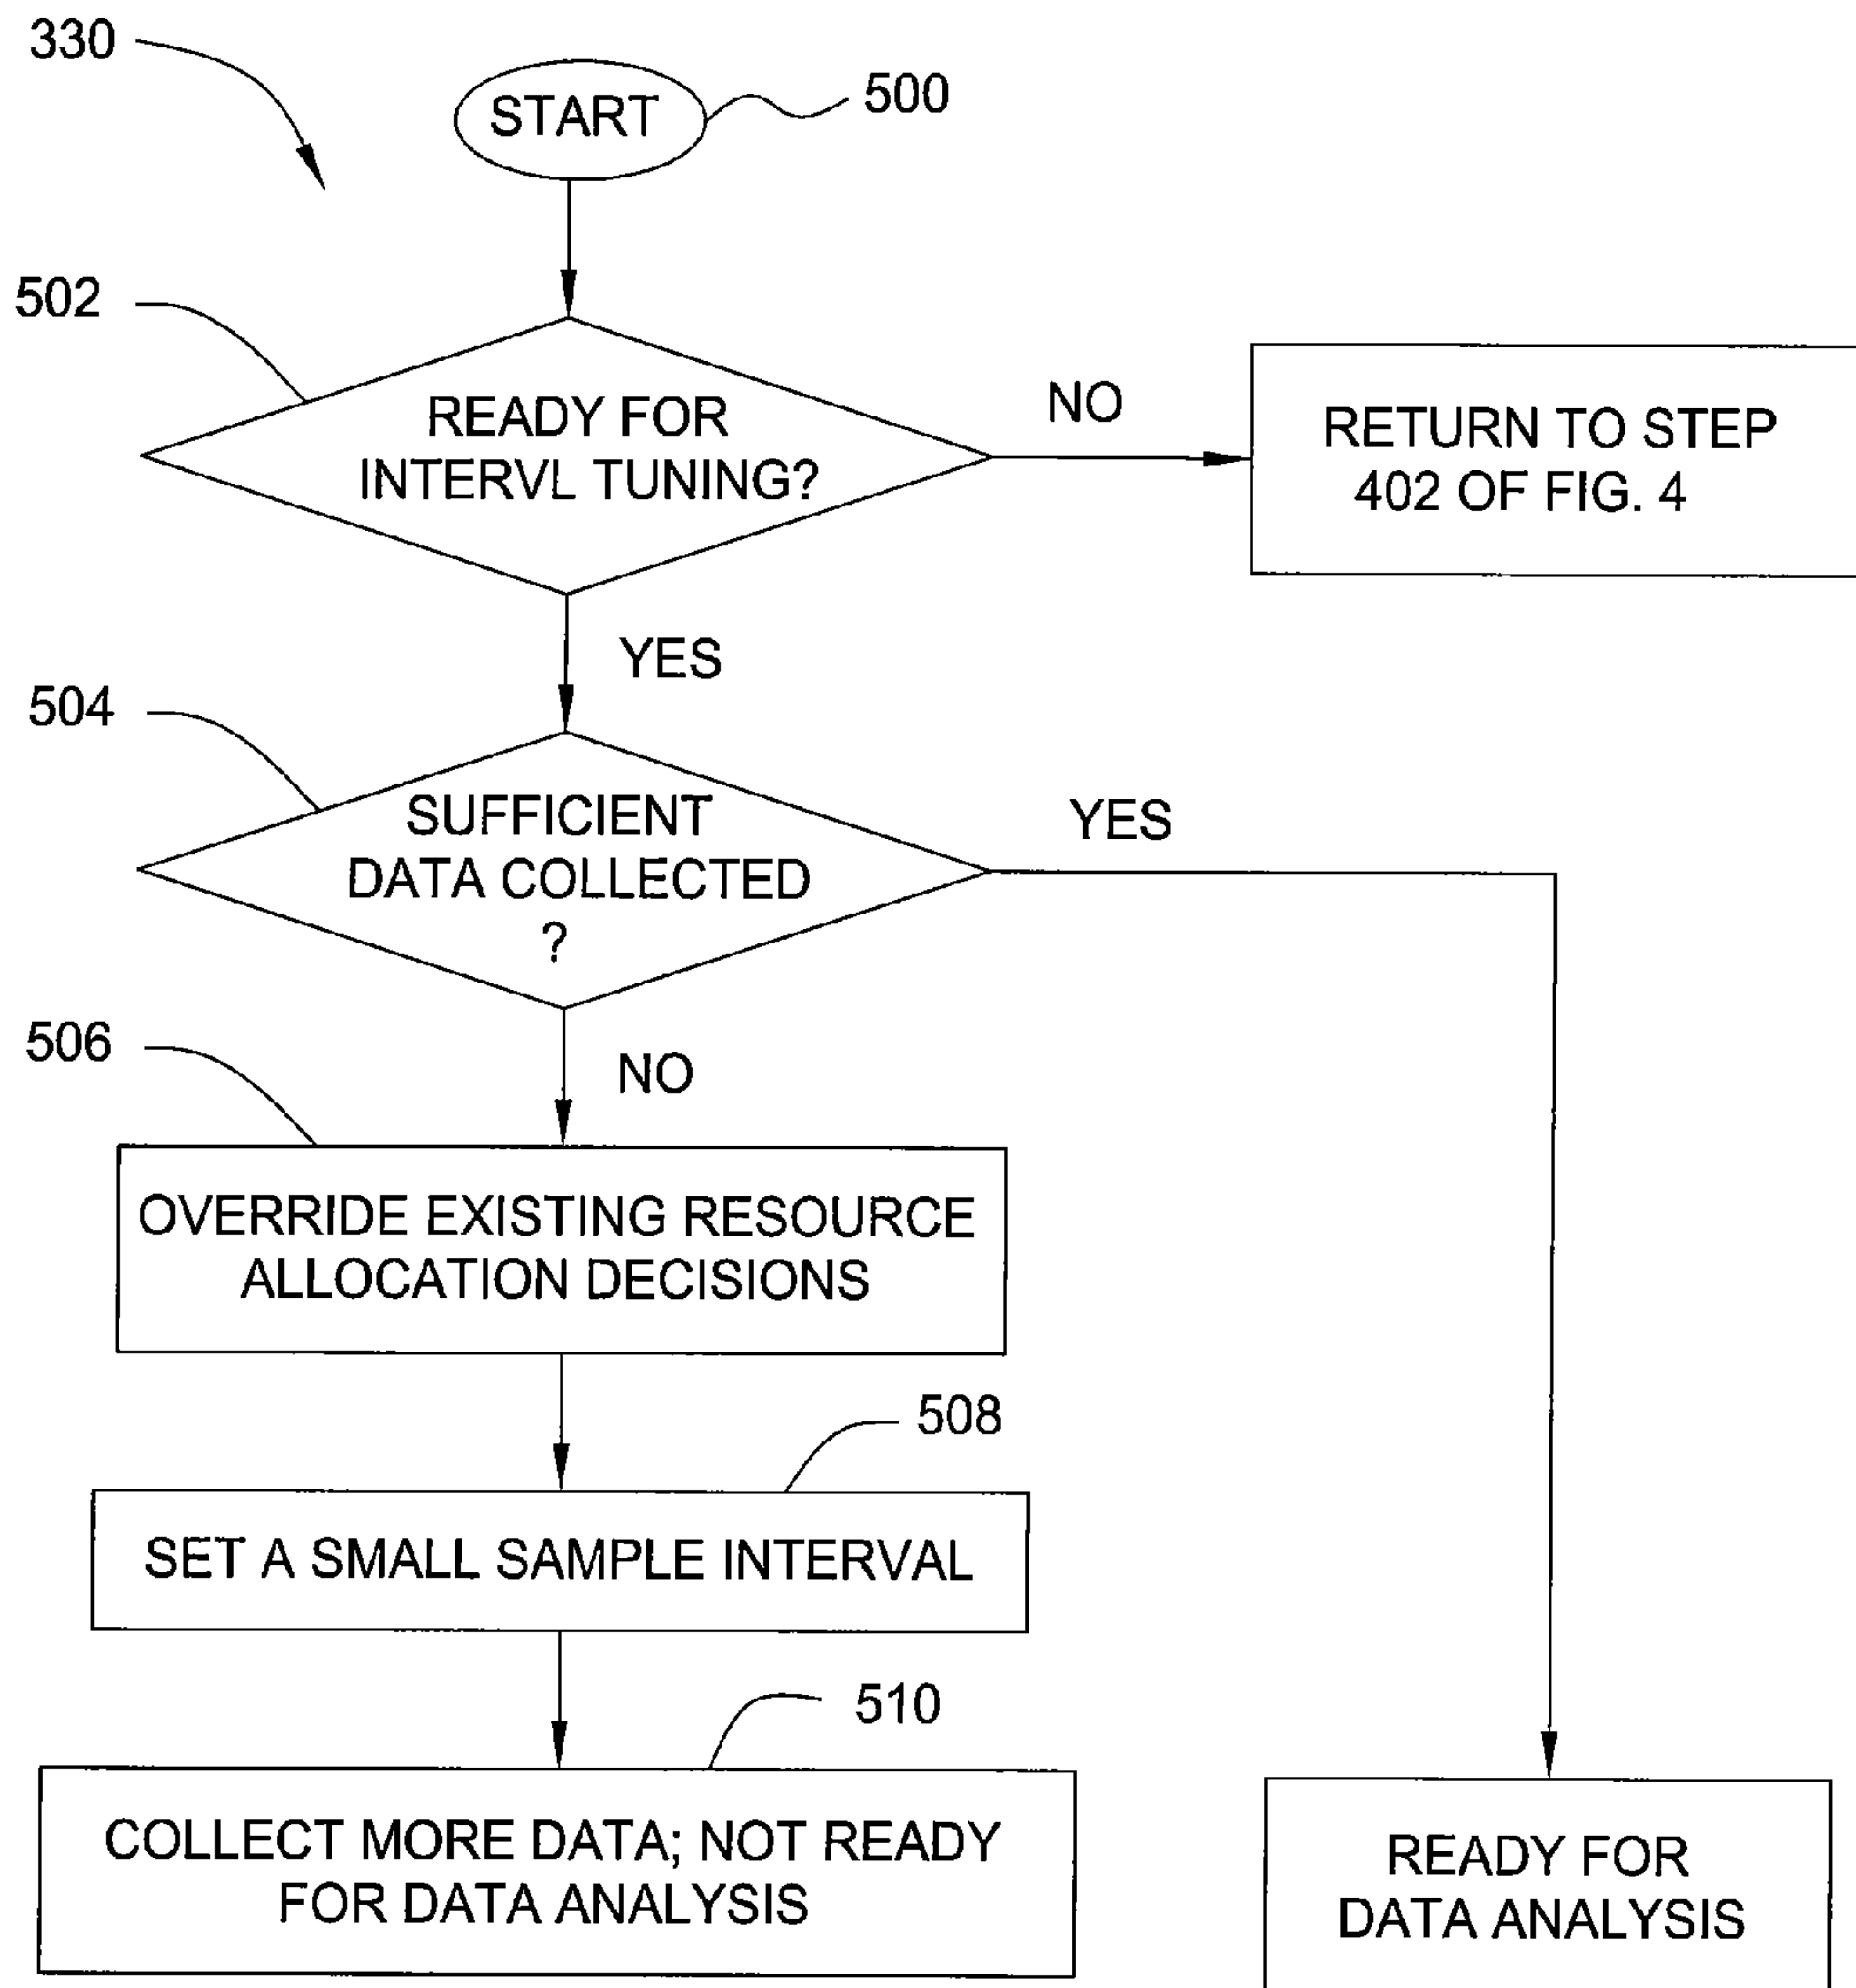 330
START
500
502
READY FOR
INTERVL TUNING?
NO
RETURN TO STEP
402 OF FIG. 4
YES
504
SUFFICIENT
DATA COLLECTED
?
YES
506
NO
OVERRIDE EXISTING RESOURCE
ALLOCATION DECISIONS
508
SET A SMALL SAMPLE INTERVAL
510
COLLECT MORE DATA; NOT READY
FOR DATA ANALYSIS
READY FOR
DATA ANALYSIS